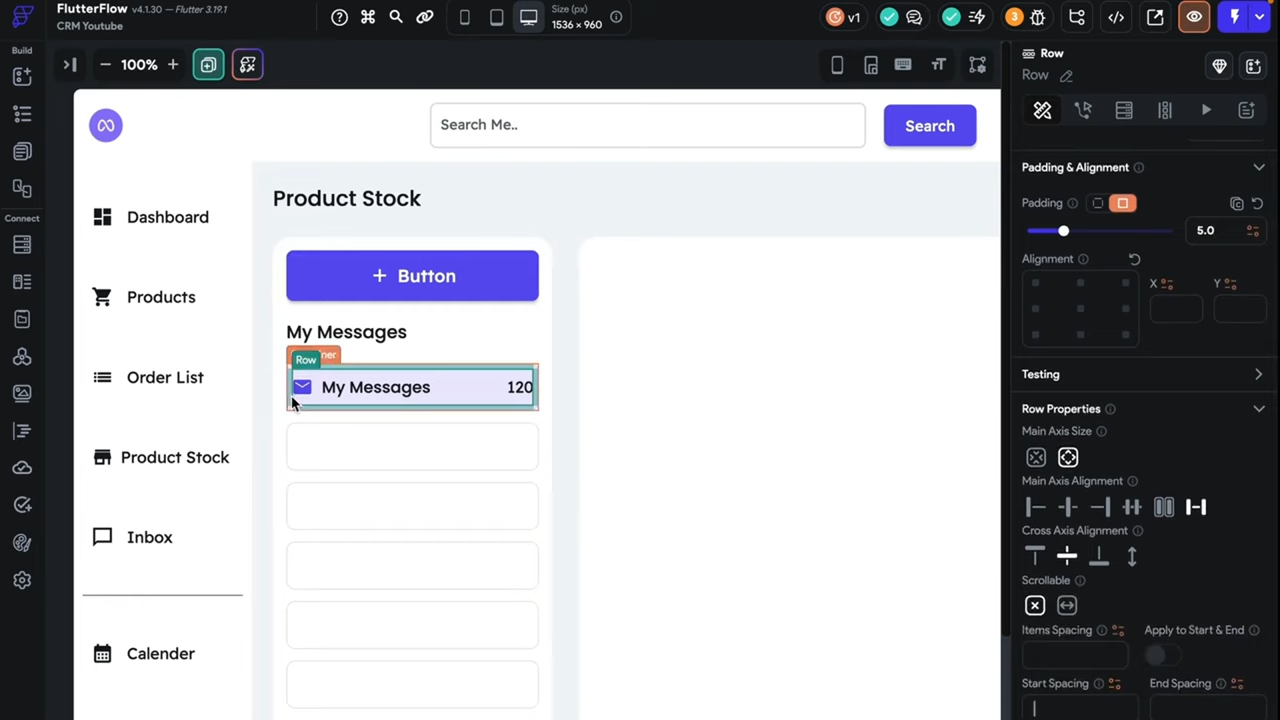 FlutterFlow v4.1.30 - Flutter 3.19.1
CRM Youtube
Size (px)
1536 × 960
v1
3
Build
Connect
100%
Search Me..
Search
Dashboard
Products
Order List
Product Stock
Inbox
Calender
Product Stock
+ Button
My Messages
Row
ner
My Messages
120
Row
Row
Padding & Alignment
Padding
5.0
Alignment
X
Y
Testing
Row Properties
Main Axis Size
Main Axis Alignment
Cross Axis Alignment
Scrollable
Items Spacing
Apply to Start & End
Start Spacing
End Spacing